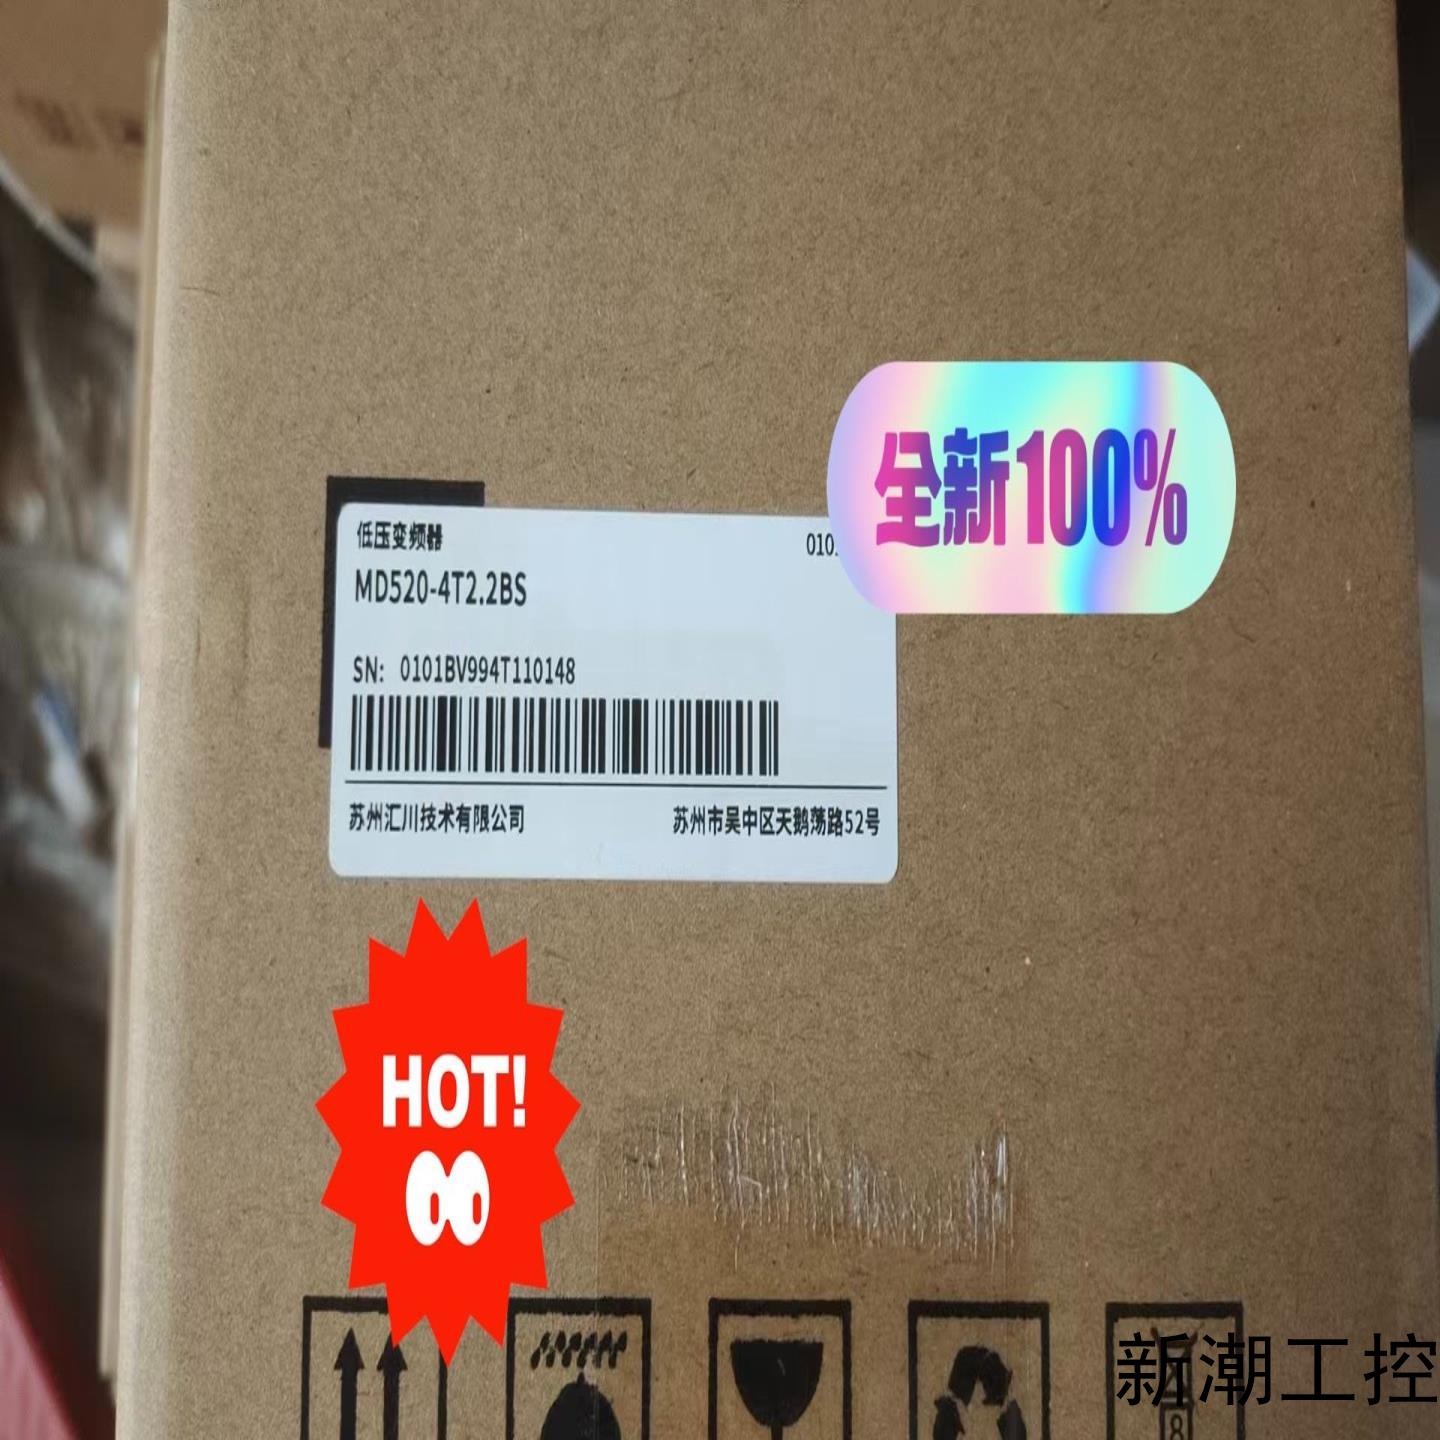 低压变频器
MD520-4T2.2BS
SN: 0101BV994T110148
苏州汇川技术有限公司
苏州市吴中区天鹅荡路52号
全新100%
HOT!
新潮工控